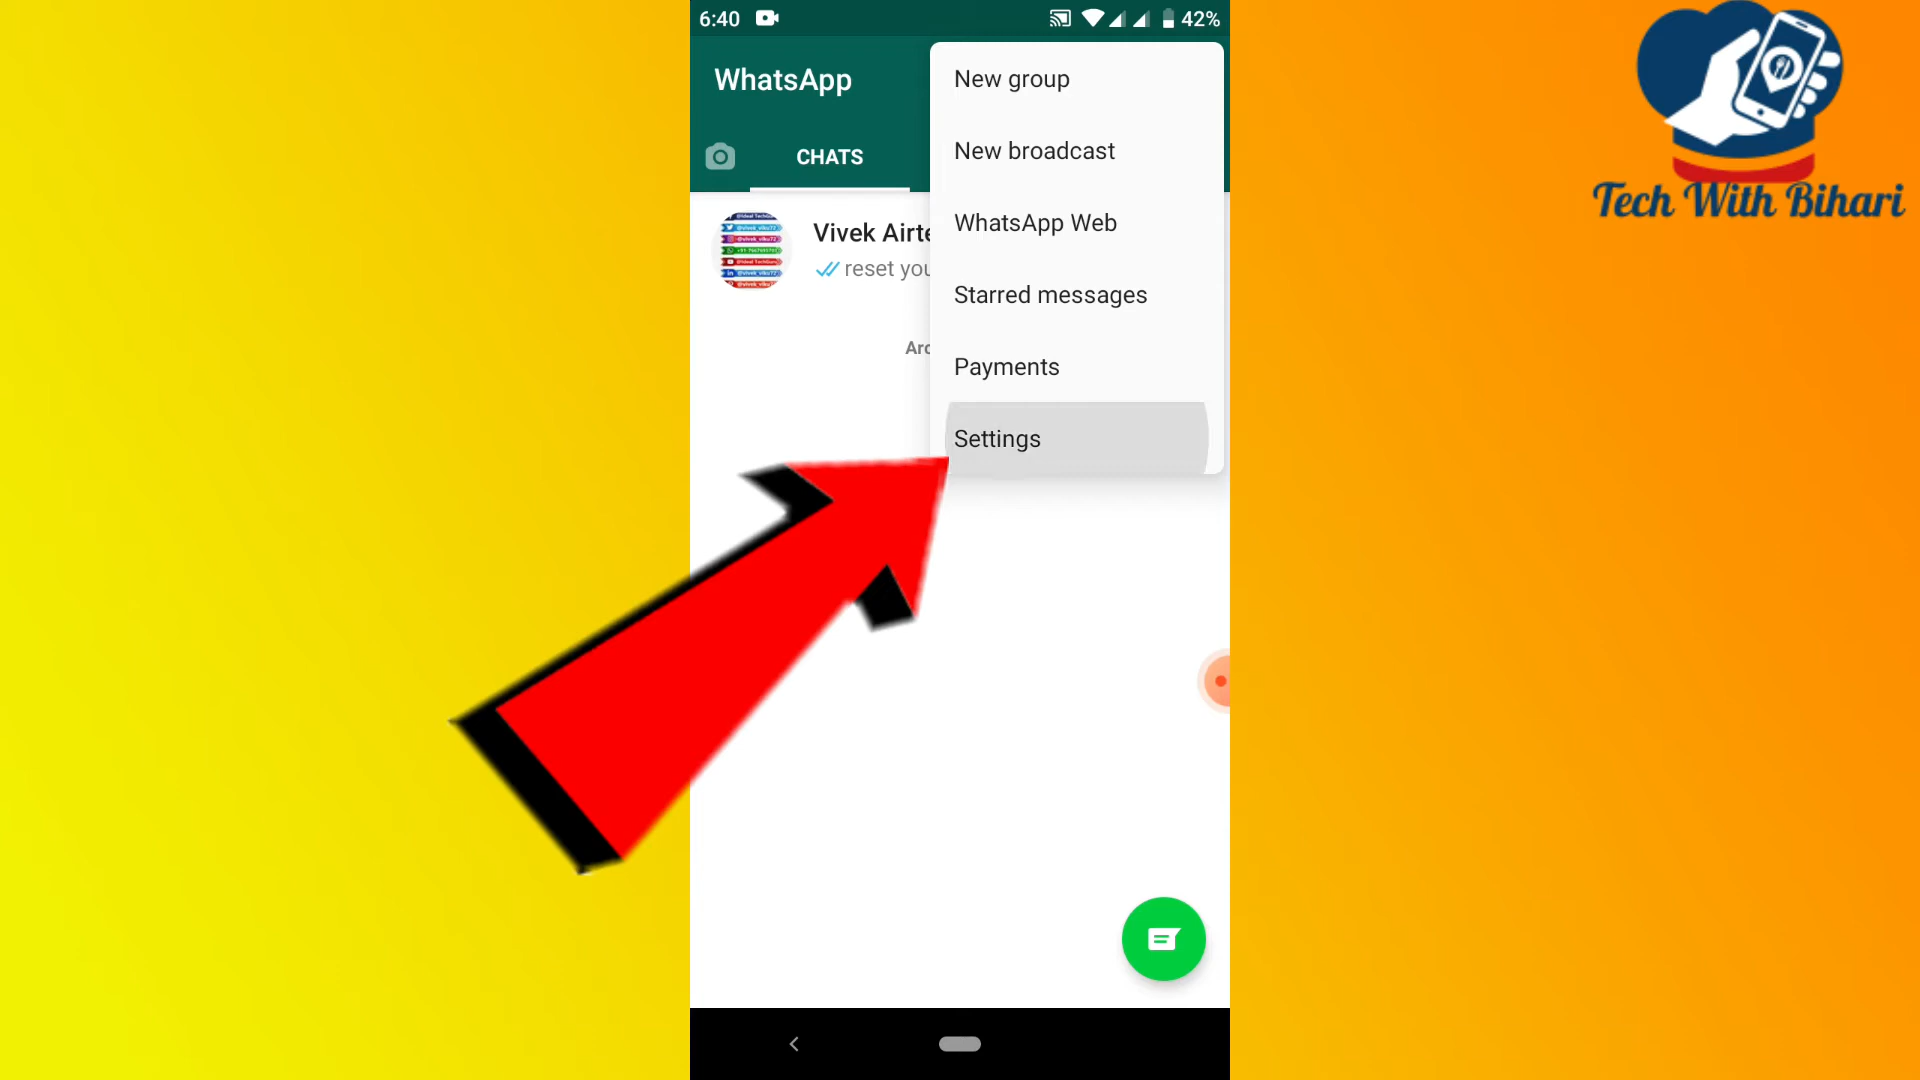 6:40
42%
WhatsApp
CHATS
Vivek Airte
reset you
Arc
New group
New broadcast
WhatsApp Web
Starred messages
Payments
Settings
Tech With Bihari